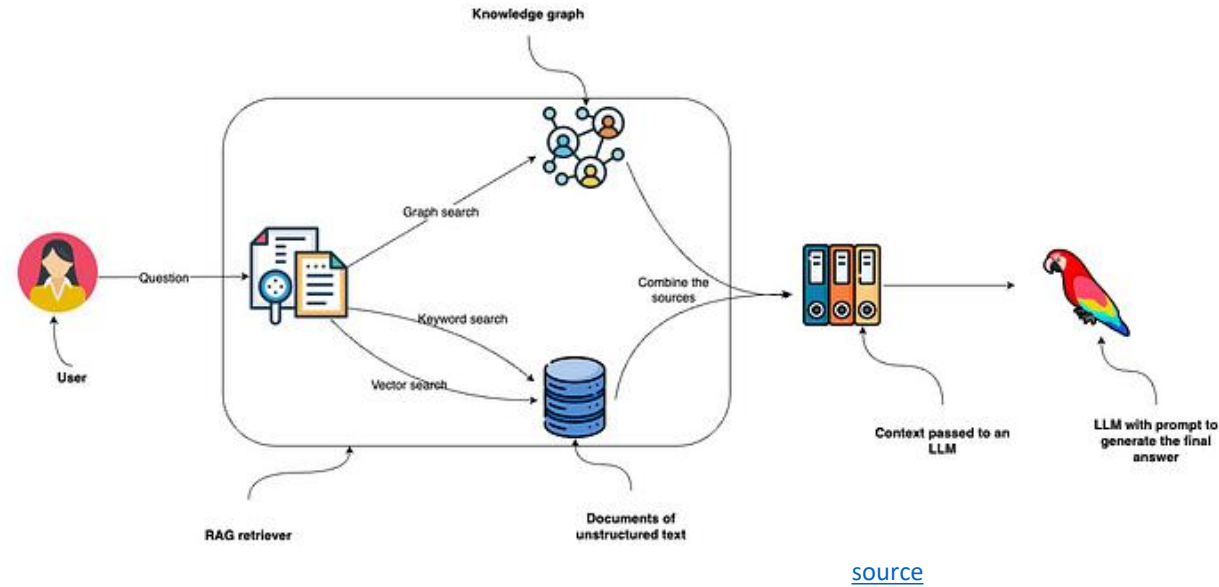 Knowledge graph
Graph search
Question
Combine the
sources
Keyword search
User
Vector search
Context passed to an
LLM
LLM with prompt to
generate the final
answer
RAG retriever
Documents of
unstructured text
source